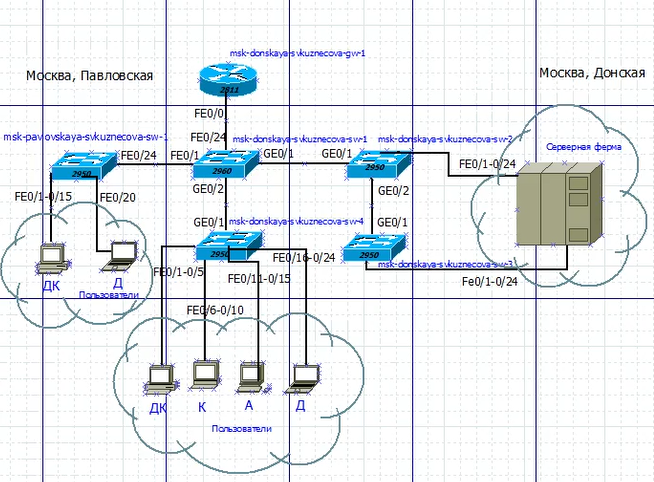 msk-donskaya-svkuznecova-gw-1
Москва, Павловская
Москва, Донская
2811
FE0/0
msk-pavlovskaya-svkuznecova-sw-1
FE0/24
msk-donskaya-svkuznecova-sw-1
msk-donskaya-svkuznecova-sw-2
Серверная ферма
FE0/24
FE0/1
GE0/1
GE0/1
FE0/1-0/24
2950
2960
2950
FE0/1-0/15
FE0/20
GE0/2
GE0/2
GE0/1
msk-donskaya-svkuznecova-sw-4
GE0/1
2950
2950
FE0/1-0/5
FE0/11-0/15
FE0/16-0/24
msk-donskaya-svkuznecova-sw-3
Fe0/1-0/24
ДК
Д
Пользователи
FE0/6-0/10
ДК
К
А
Д
Пользователи